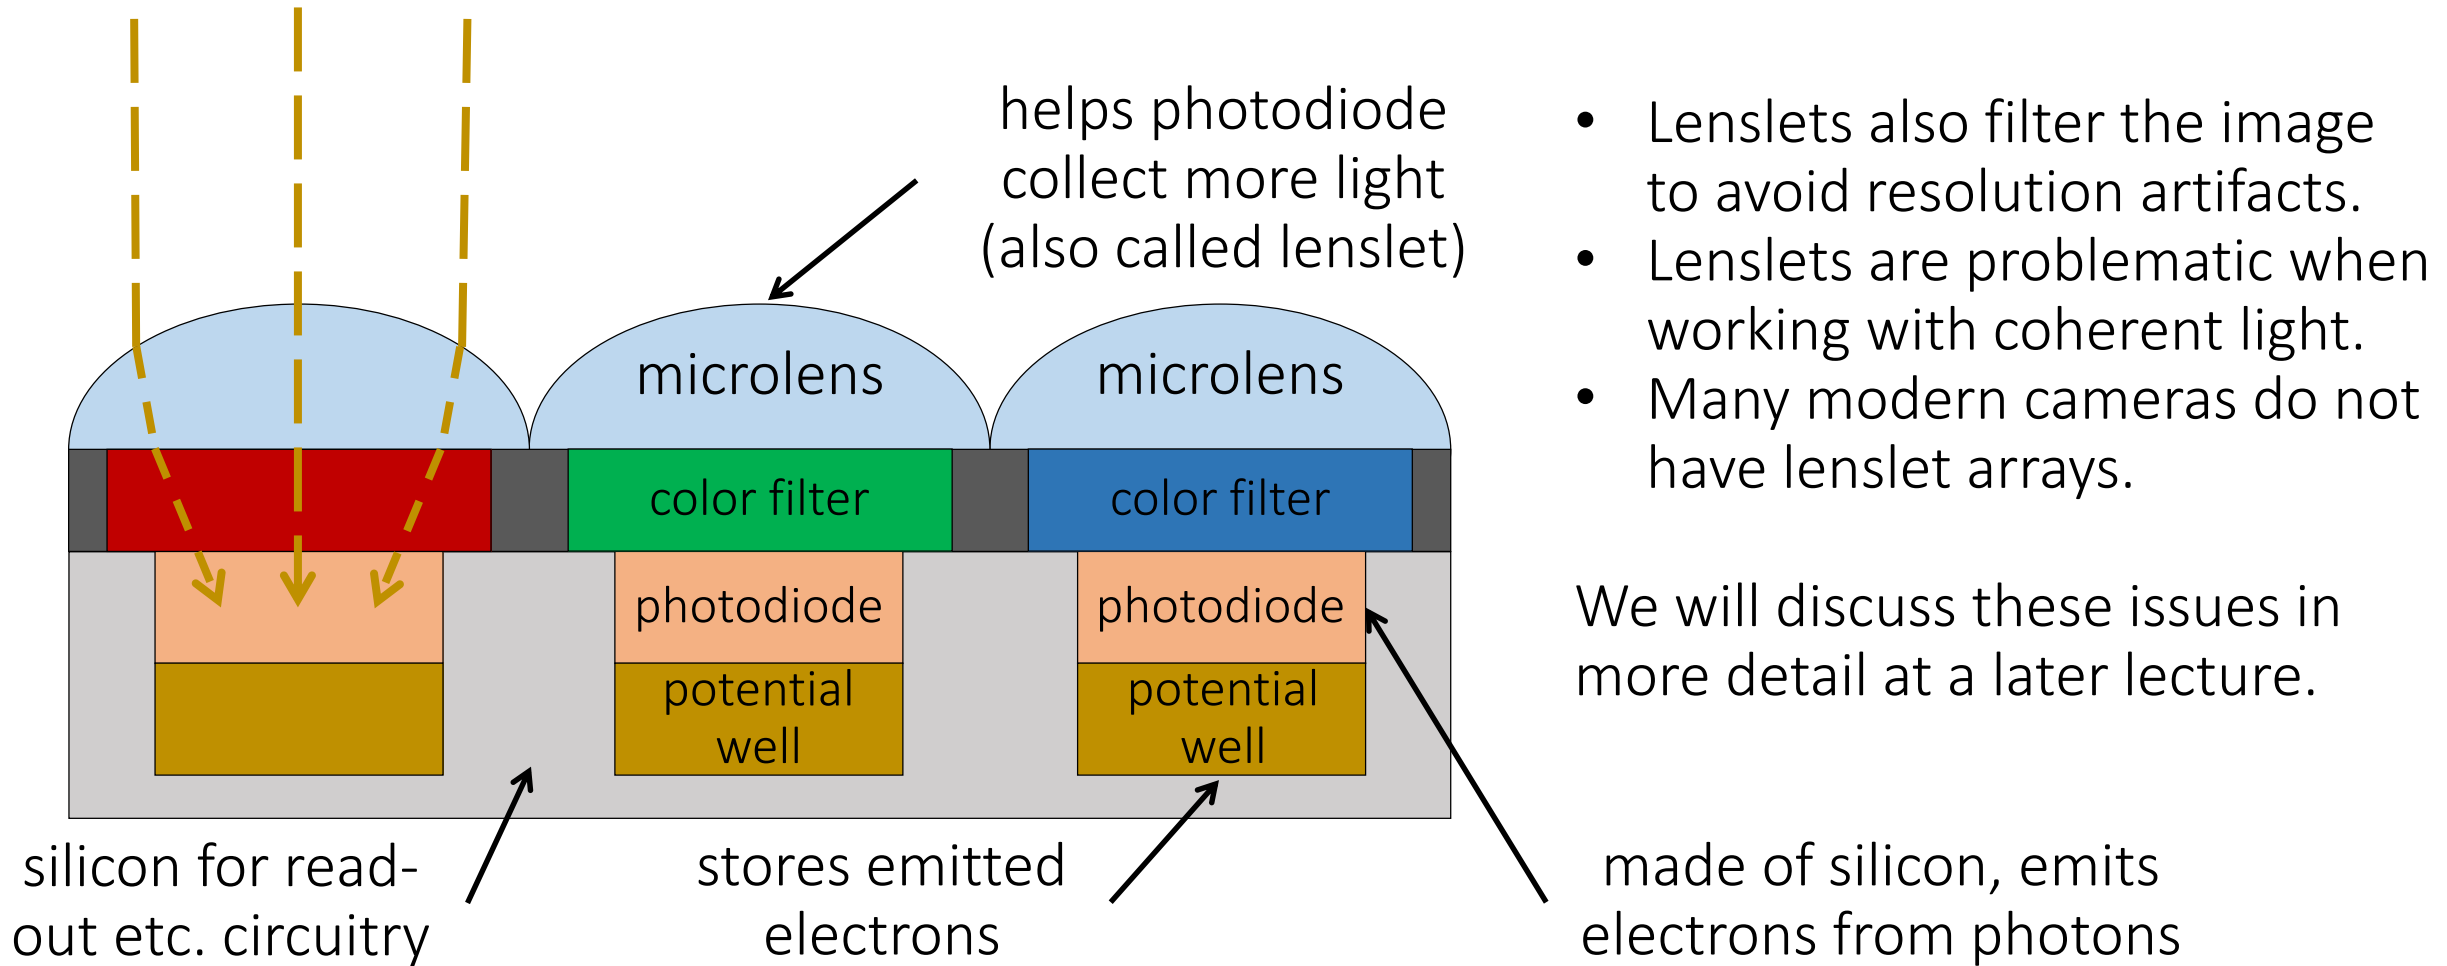 helps photodiode
collect more light
(also called lenslet)
microlens
microlens
color filter
color filter
photodiode
photodiode
potential
well
potential
well
silicon for read-
out etc. circuitry
stores emitted
electrons
made of silicon, emits
electrons from photons
• Lenslets also filter the image
to avoid resolution artifacts.
• Lenslets are problematic when
working with coherent light.
• Many modern cameras do not
have lenslet arrays.
We will discuss these issues in
more detail at a later lecture.